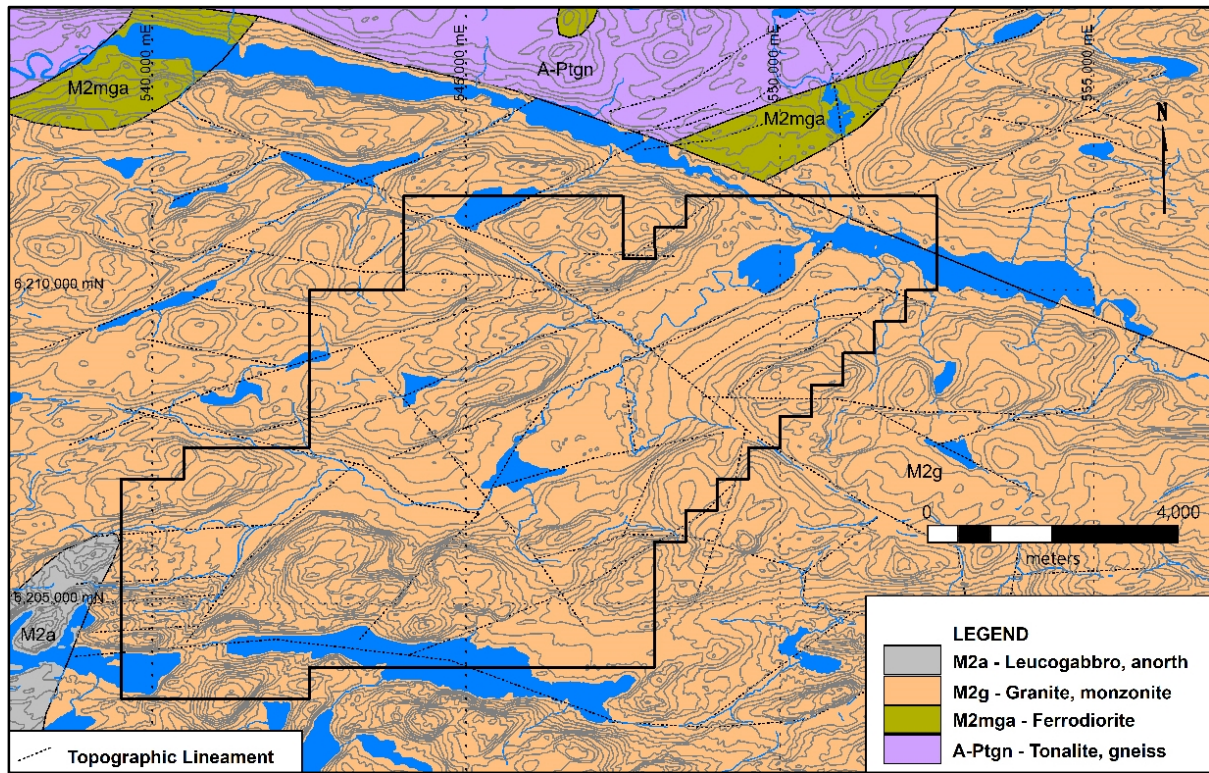 540,000 mE
545,000 mE
550,000 mE
555,000 mE
A-Ptgn
M2mga
M2mga
N
6,210,000 mN
M2g
0 4,000
meters
6,205,000 mN
M2a
LEGEND
M2a - Leucogabbro, anorth
M2g - Granite, monzonite
M2mga - Ferrodiorite
A-Ptgn - Tonalite, gneiss
Topographic Lineament